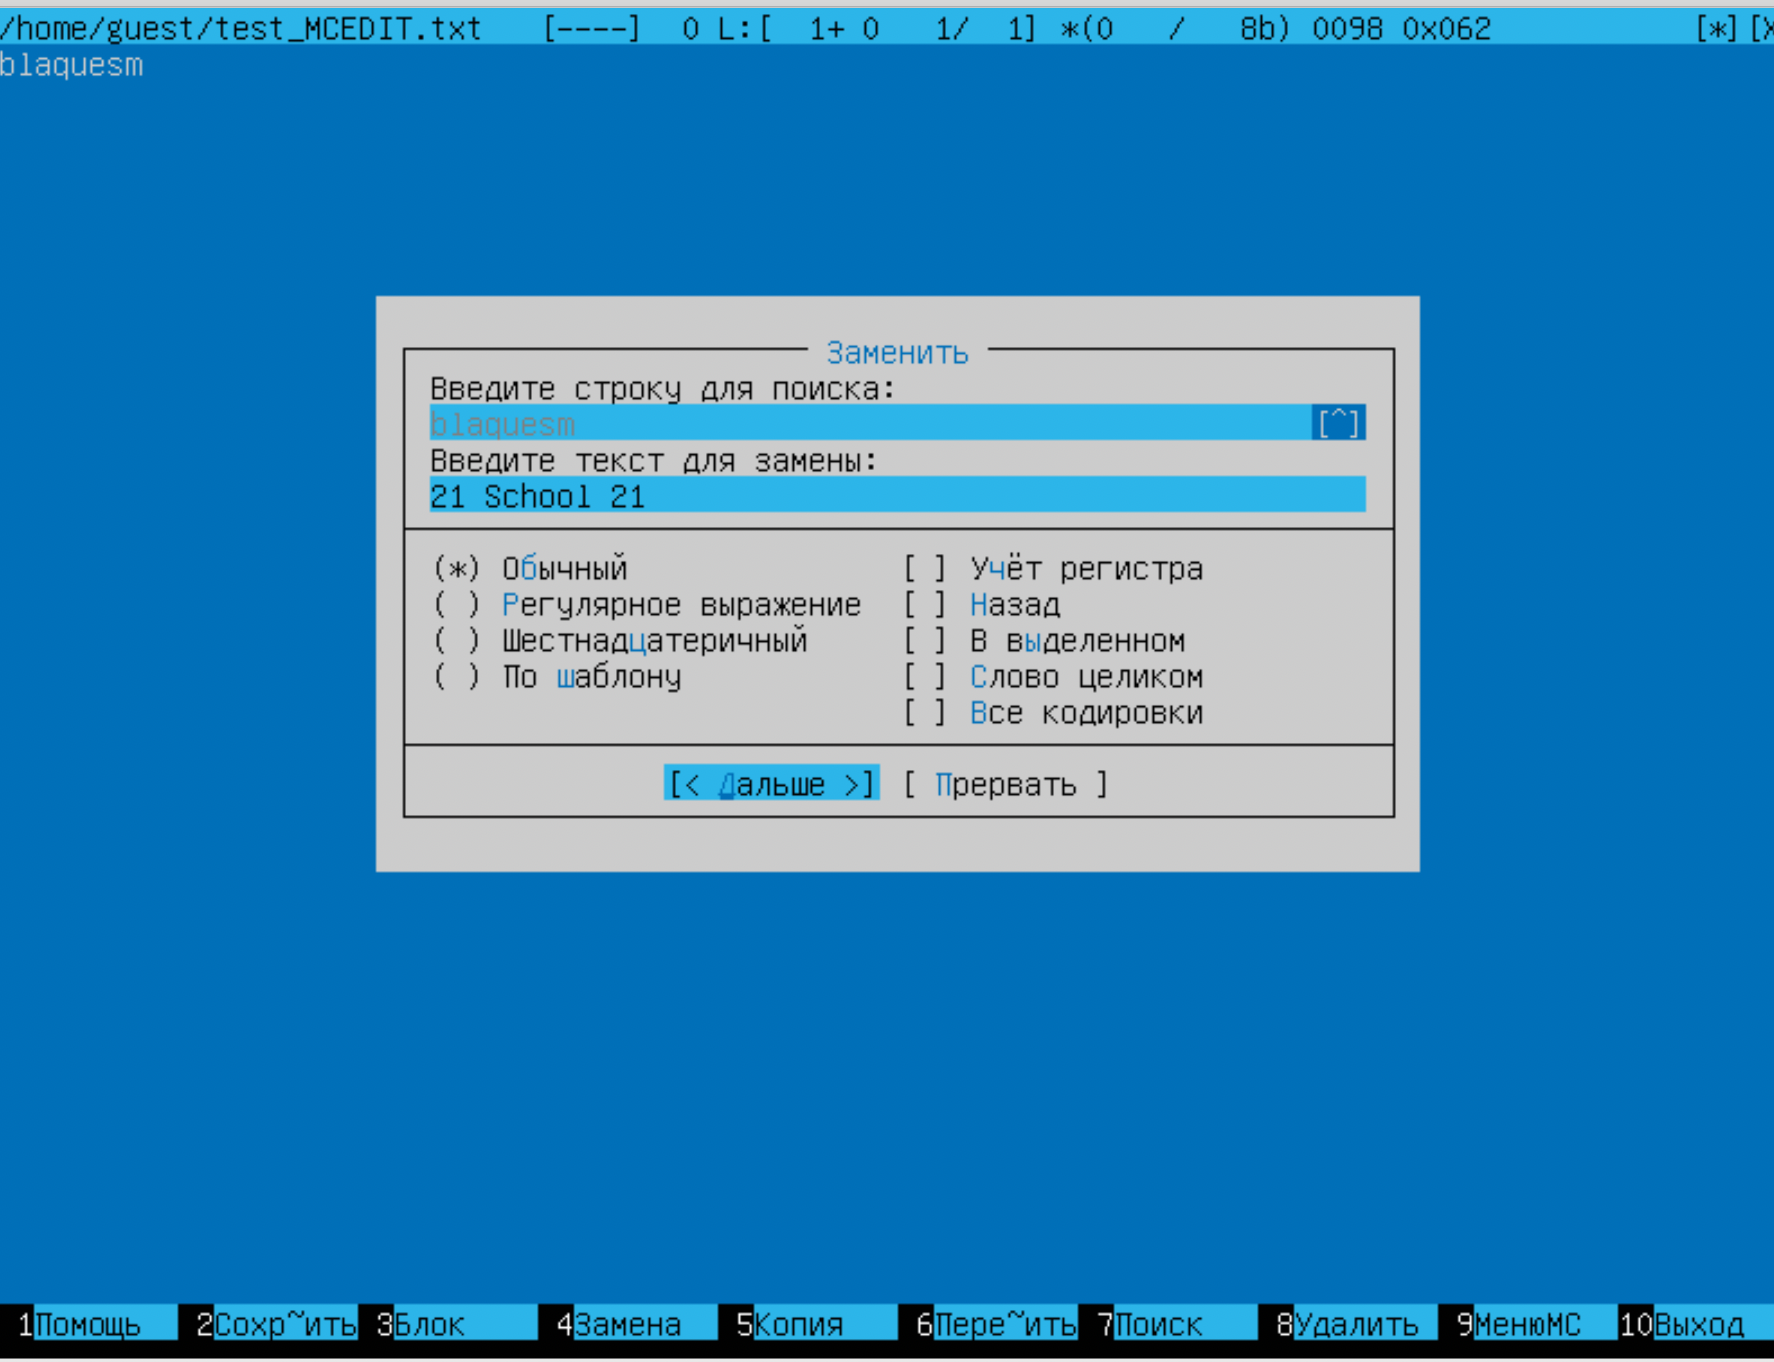 /home/guest/test_MCEDIT.txt [----] 0 L:[ 1+ 0 1/ 1] *(0 / 8b) 0098 0x062 [*][X
blaquesm
Заменить
Введите строку для поиска:
blaquesm [^]
Введите текст для замены:
21 School 21
(*) Обычный [ ] Учёт регистра
( ) Регулярное выражение [ ] Назад
( ) Шестнадцатеричный [ ] В выделенном
( ) По шаблону [ ] Слово целиком
[ ] Все кодировки
[< Дальше >] [ Прервать ]
1Помощь 2Сохр~ить 3Блок 4Замена 5Копия 6Пере~ить 7Поиск 8Удалить 9МенюMC 10Выход